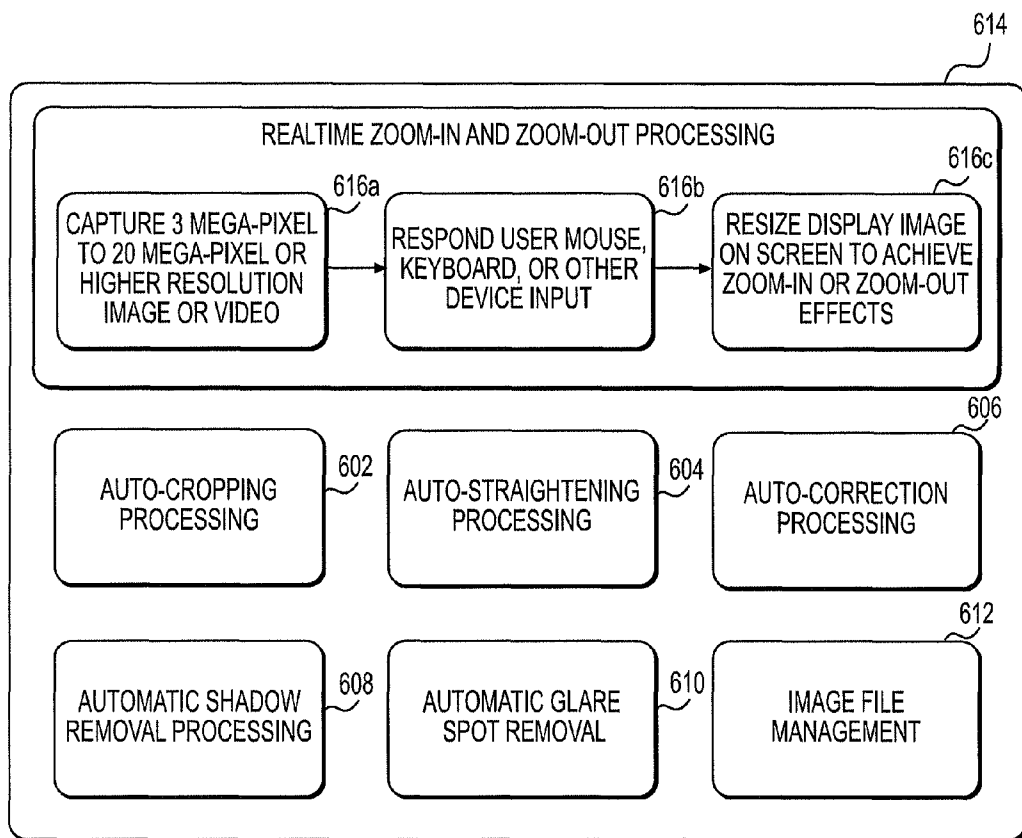 614
REALTIME ZOOM-IN AND ZOOM-OUT PROCESSING
616a
CAPTURE 3 MEGA-PIXEL
TO 20 MEGA-PIXEL OR
HIGHER RESOLUTION
IMAGE OR VIDEO
616b
RESPOND USER MOUSE,
KEYBOARD, OR OTHER
DEVICE INPUT
616c
RESIZE DISPLAY IMAGE
ON SCREEN TO ACHIEVE
ZOOM-IN OR ZOOM-OUT
EFFECTS
602
AUTO-CROPPING
PROCESSING
604
AUTO-STRAIGHTENING
PROCESSING
606
AUTO-CORRECTION
PROCESSING
608
AUTOMATIC SHADOW
REMOVAL PROCESSING
610
AUTOMATIC GLARE
SPOT REMOVAL
612
IMAGE FILE
MANAGEMENT